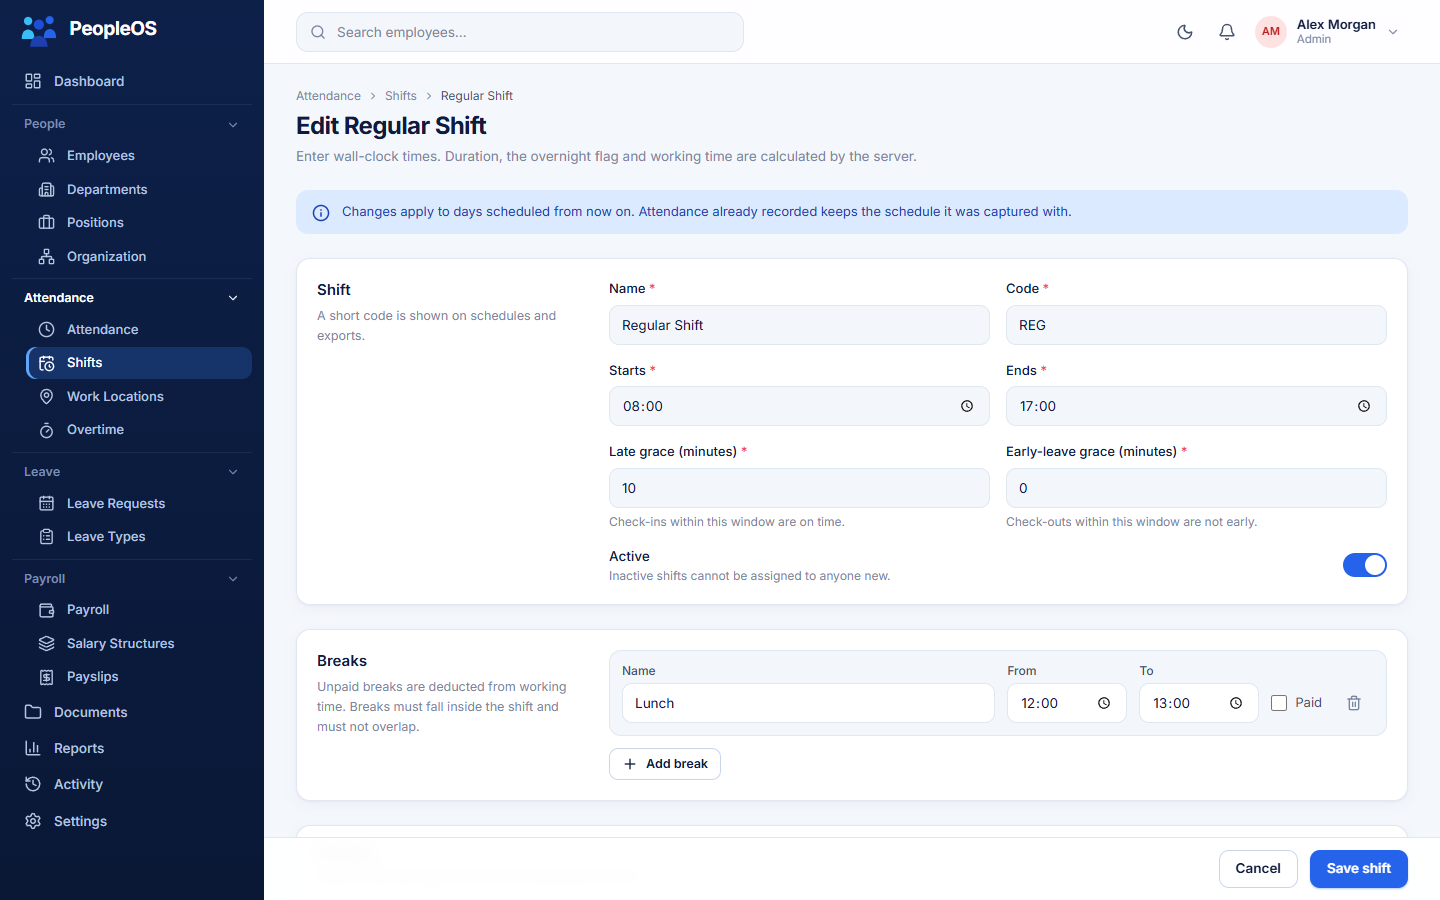 PeopleOS
Search employees...
AM
Alex Morgan
Admin
Dashboard
People
Employees
Departments
Positions
Organization
Attendance
Attendance
Shifts
Work Locations
Overtime
Leave
Leave Requests
Leave Types
Payroll
Payroll
Salary Structures
Payslips
Documents
Reports
Activity
Settings
Attendance > Shifts > Regular Shift
Edit Regular Shift
Enter wall-clock times. Duration, the overnight flag and working time are calculated by the server.
Changes apply to days scheduled from now on. Attendance already recorded keeps the schedule it was captured with.
Shift
A short code is shown on schedules and
exports.
Name *
Regular Shift
Code *
REG
Starts *
08:00
Ends *
17:00
Late grace (minutes) *
10
Check-ins within this window are on time.
Early-leave grace (minutes) *
0
Check-outs within this window are not early.
Active
Inactive shifts cannot be assigned to anyone new.
Breaks
Unpaid breaks are deducted from working
time. Breaks must fall inside the shift and
must not overlap.
Name
Lunch
From
12:00
To
13:00
Paid
Add break
Cancel
Save shift